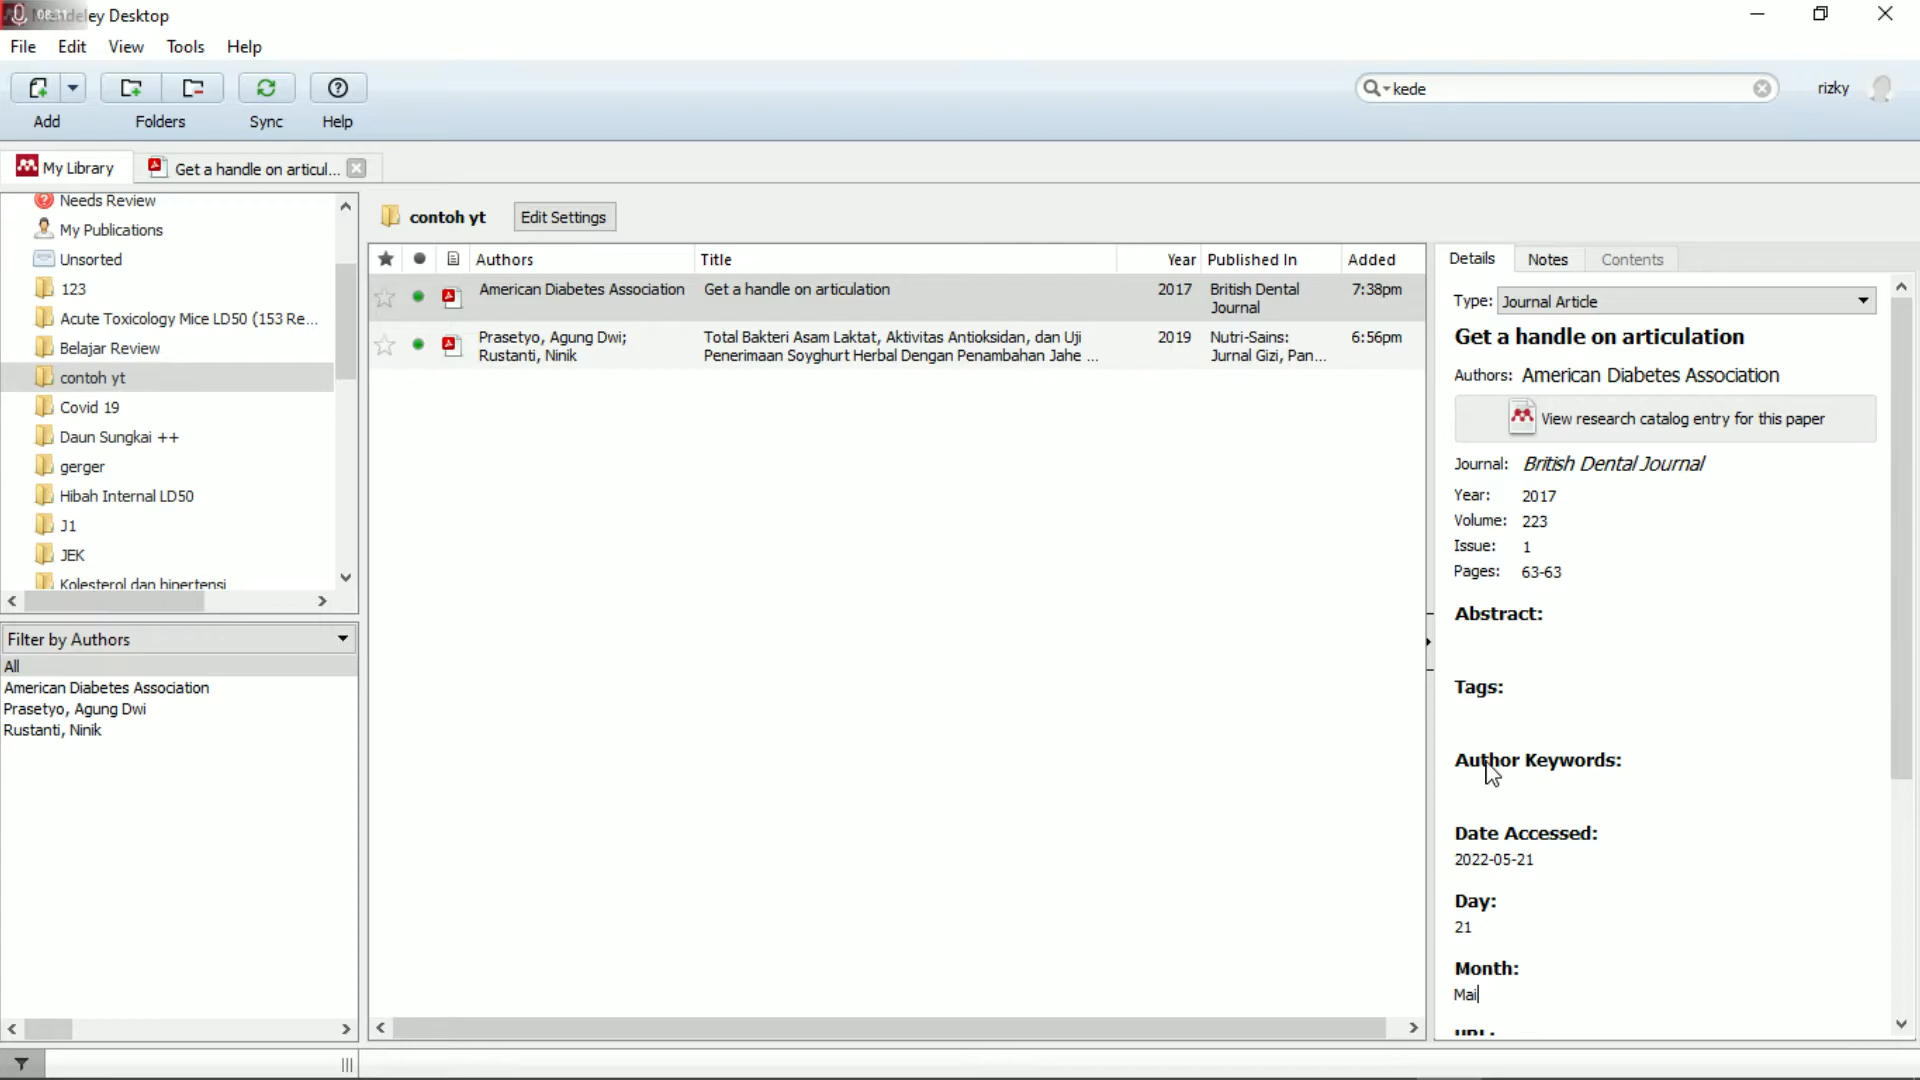 08:31 Mendeley Desktop
File Edit View Tools Help
kede
rizky
Add Folders Sync Help
My Library
Get a handle on articul...
Needs Review
My Publications
Unsorted
123
Acute Toxicology Mice LD50 (153 Re...
Belajar Review
contoh yt
Covid 19
Daun Sungkai ++
gerger
Hibah Internal LD50
J1
JEK
Kolesterol dan hipertensi
Filter by Authors
All
American Diabetes Association
Prasetyo, Agung Dwi
Rustanti, Ninik
contoh yt Edit Settings
Authors Title Year Published In Added
American Diabetes Association Get a handle on articulation 2017 British Dental 7:38pm
Journal
Prasetyo, Agung Dwi; Total Bakteri Asam Laktat, Aktivitas Antioksidan, dan Uji 2019 Nutri-Sains: 6:56pm
Rustanti, Ninik Penerimaan Soyghurt Herbal Dengan Penambahan Jahe ... Jurnal Gizi, Pan...
Details Notes Contents
Type: Journal Article
Get a handle on articulation
Authors: American Diabetes Association
View research catalog entry for this paper
Journal: British Dental Journal
Year: 2017
Volume: 223
Issue: 1
Pages: 63-63
Abstract:
Tags:
Author Keywords:
Date Accessed:
2022-05-21
Day:
21
Month:
Mai
URL: